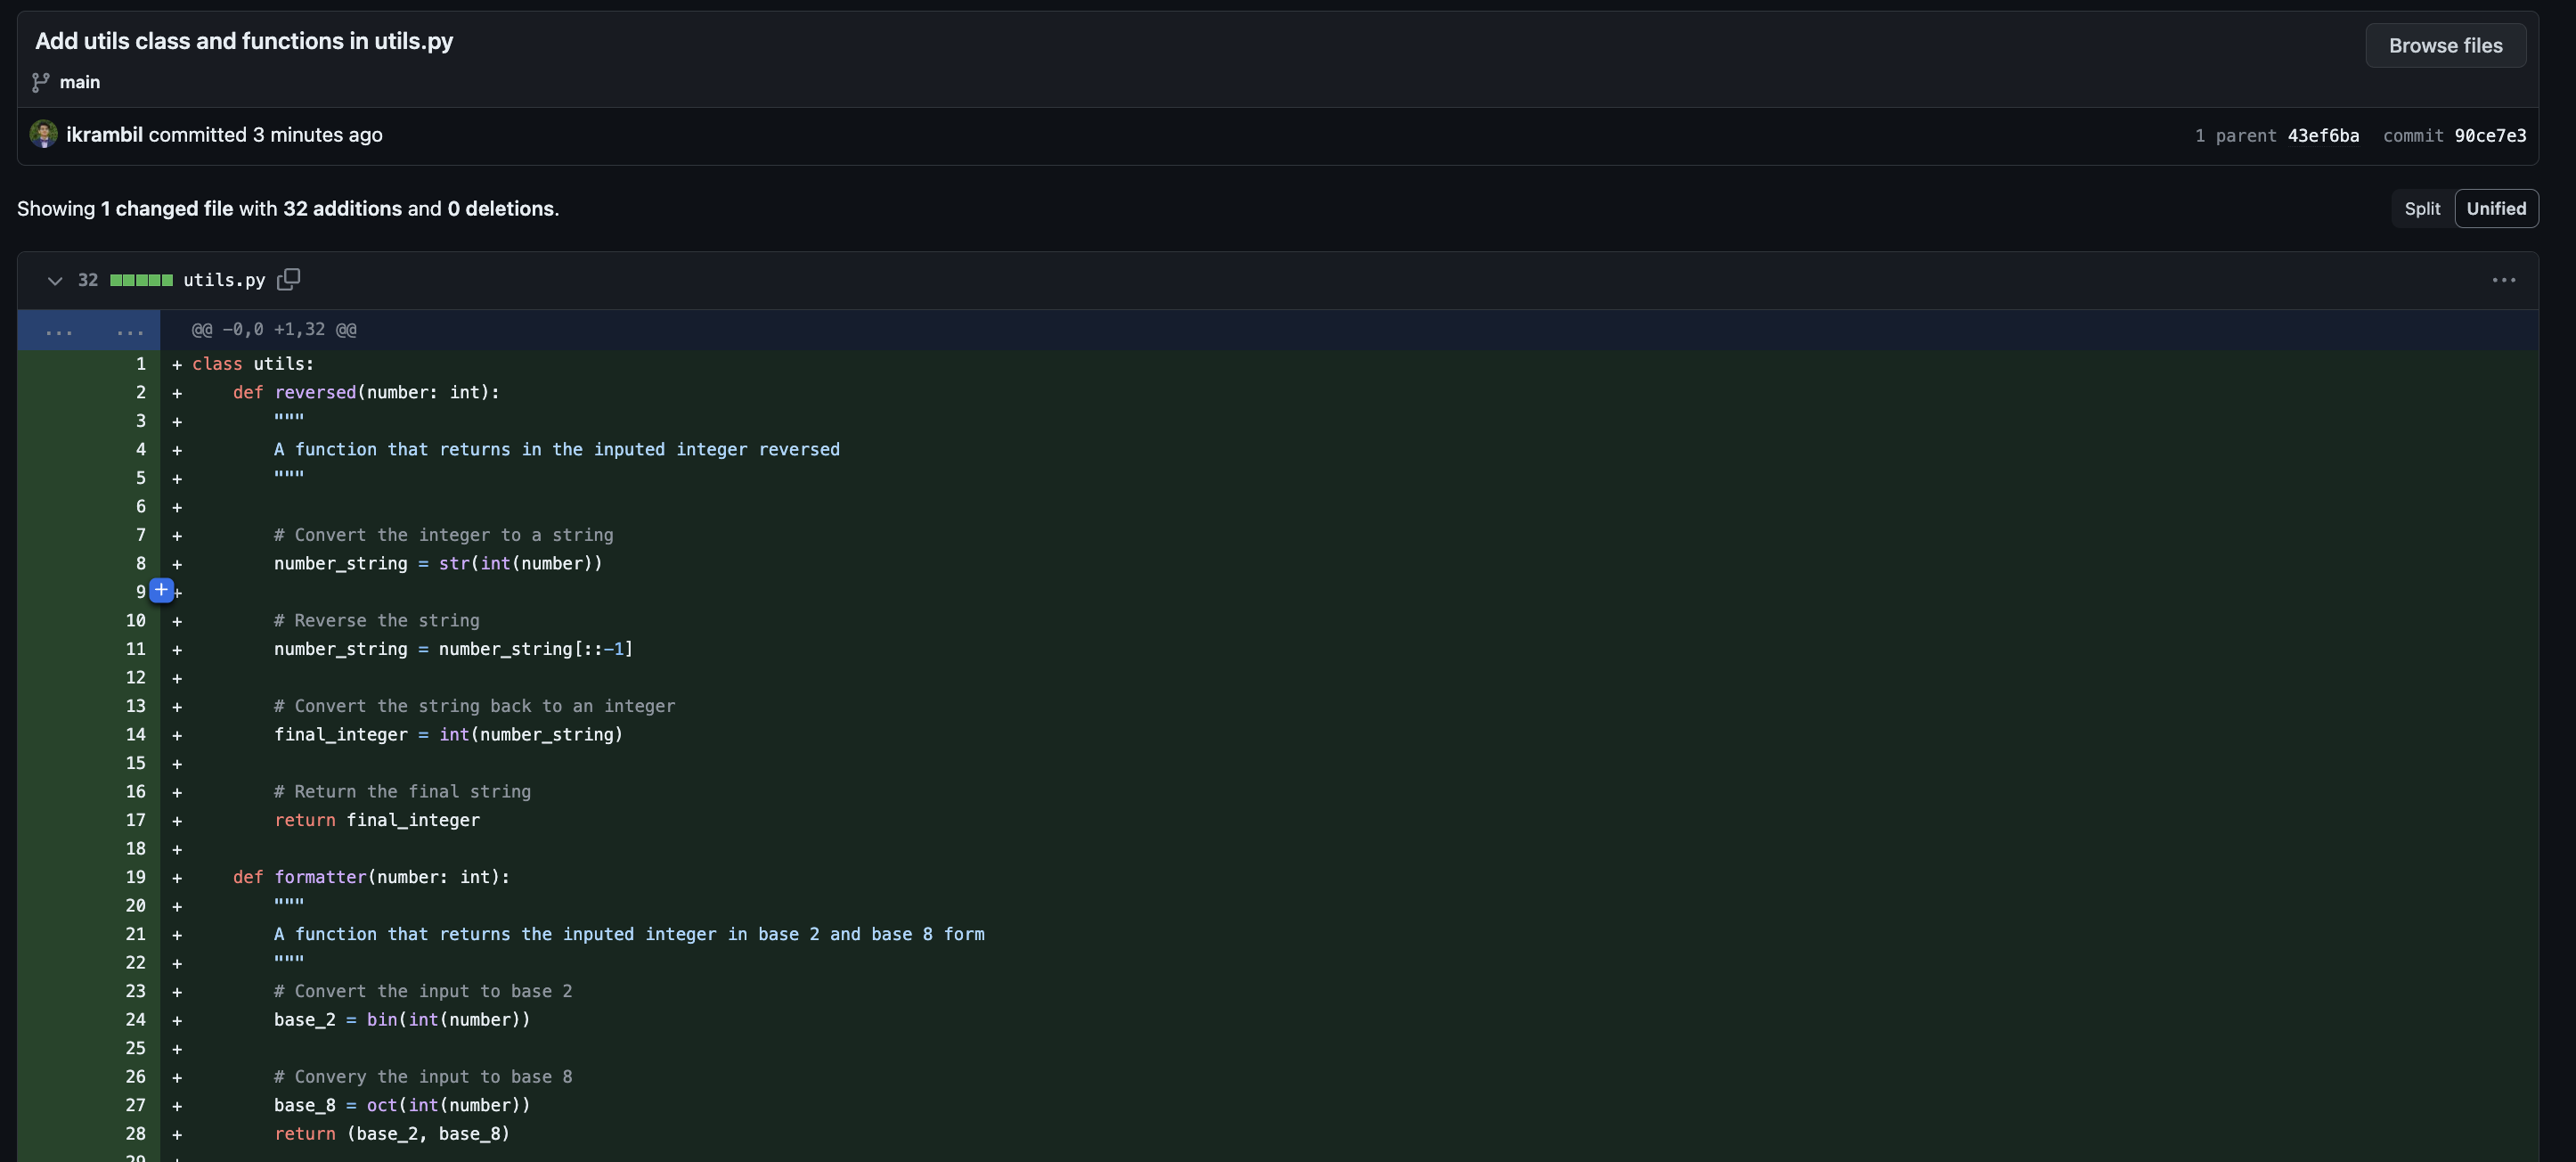 Add utils class and functions in utils.py
Browse files
main
ikrambil committed 3 minutes ago
1 parent 43ef6ba commit 90ce7e3
Showing 1 changed file with 32 additions and 0 deletions.
Split Unified
32 utils.py
... ... @@ -0,0 +1,32 @@
1 + class utils:
2 +     def reversed(number: int):
3 +         """
4 +         A function that returns in the inputed integer reversed
5 +         """
6 +
7 +         # Convert the integer to a string
8 +         number_string = str(int(number))
9 + +
10 +         # Reverse the string
11 +         number_string = number_string[::-1]
12 +
13 +         # Convert the string back to an integer
14 +         final_integer = int(number_string)
15 +
16 +         # Return the final string
17 +         return final_integer
18 +
19 +     def formatter(number: int):
20 +         """
21 +         A function that returns the inputed integer in base 2 and base 8 form
22 +         """
23 +         # Convert the input to base 2
24 +         base_2 = bin(int(number))
25 +
26 +         # Convery the input to base 8
27 +         base_8 = oct(int(number))
28 +         return (base_2, base_8)
29 +